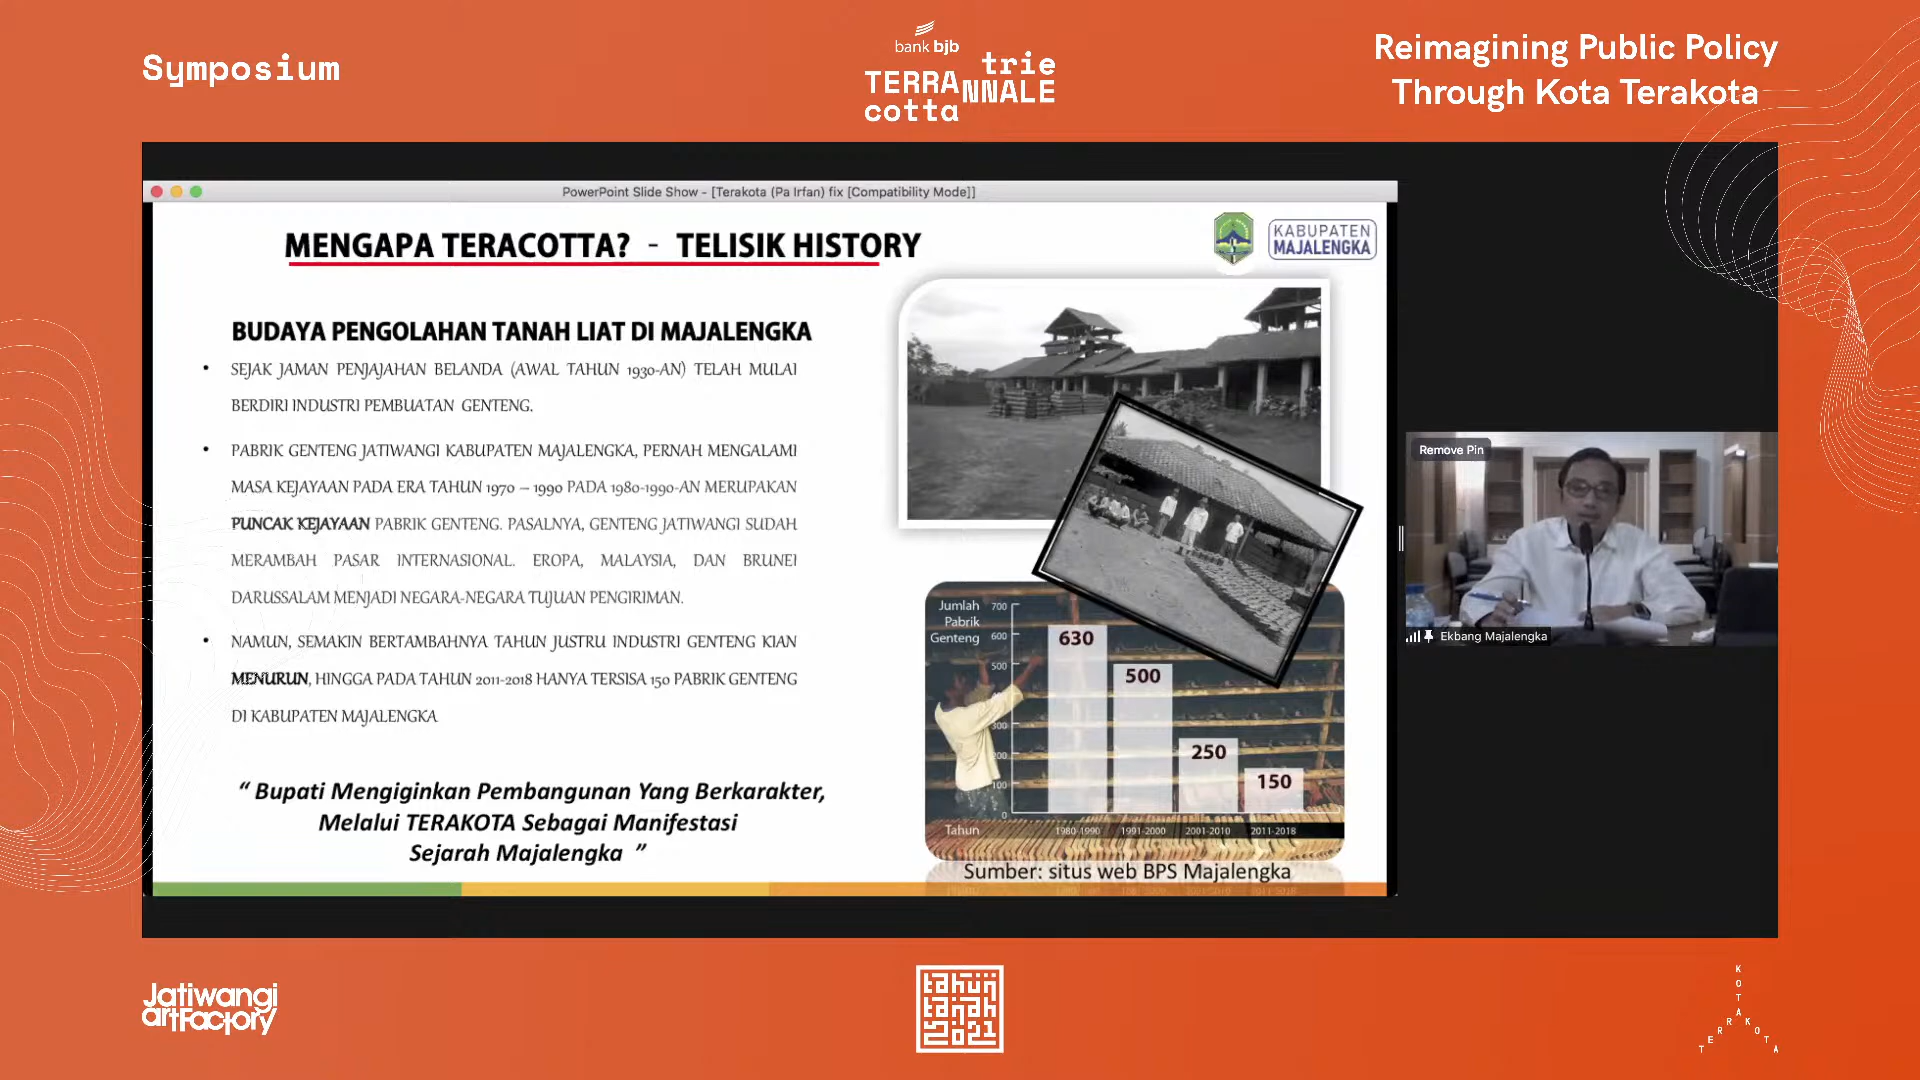 Symposium
bank bjb
TERRA
cotta
trie
NNALE
Reimagining Public Policy
Through Kota Terakota
PowerPoint Slide Show - [Terakota (Pa Irfan) fix [Compatibility Mode]]
MENGAPA TERACOTTA? - TELISIK HISTORY
KABUPATEN
MAJALENGKA
BUDAYA PENGOLAHAN TANAH LIAT DI MAJALENGKA
• SEJAK JAMAN PENJAJAHAN BELANDA (AWAL TAHUN 1930-AN) TELAH MULAI
BERDIRI INDUSTRI PEMBUATAN GENTENG.
• PABRIK GENTENG JATIWANGI KABUPATEN MAJALENGKA, PERNAH MENGALAMI
MASA KEJAYAAN PADA ERA TAHUN 1970 – 1990 PADA 1980-1990-AN MERUPAKAN
PUNCAK KEJAYAAN PABRIK GENTENG. PASALNYA, GENTENG JATIWANGI SUDAH
MERAMBAH PASAR INTERNASIONAL. EROPA, MALAYSIA, DAN BRUNEI
DARUSSALAM MENJADI NEGARA-NEGARA TUJUAN PENGIRIMAN.
• NAMUN, SEMAKIN BERTAMBAHNYA TAHUN JUSTRU INDUSTRI GENTENG KIAN
MENURUN, HINGGA PADA TAHUN 2011-2018 HANYA TERSISA 150 PABRIK GENTENG
DI KABUPATEN MAJALENGKA
“ Bupati Mengiginkan Pembangunan Yang Berkarakter,
Melalui TERAKOTA Sebagai Manifestasi
Sejarah Majalengka ”
Jumlah
Pabrik
Genteng
700
600
500
300
200
100
0
630
500
250
150
Tahun
1980-1990
1991-2000
2001-2010
2011-2018
Sumber: situs web BPS Majalengka
Remove Pin
Ekbang Majalengka
Jatiwangi
artFactory
tahun
tanah
2021
KOTA
TERRAKOTA